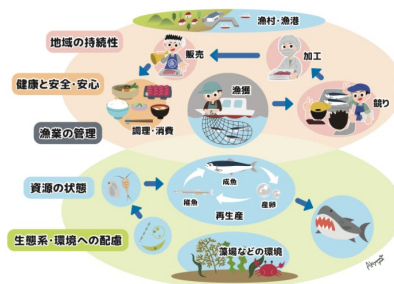 漁村・漁港
地域の持続性
販売
加工
健康と安全・安心
漁獲
競り
調理・消費
漁業の管理
資源の状態
成魚
稚魚
産卵
再生産
生態系・環境への配慮
藻場などの環境